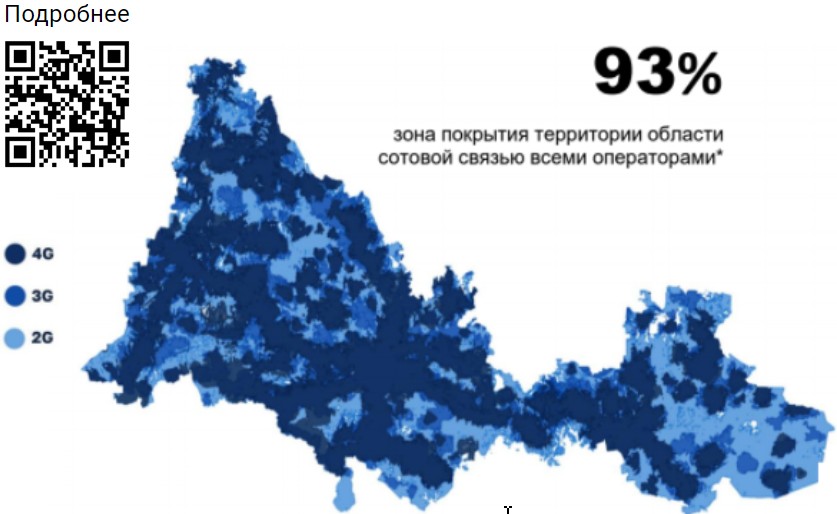 Подробнее
93%
зона покрытия территории области
сотовой связью всеми операторами*
4G
3G
2G